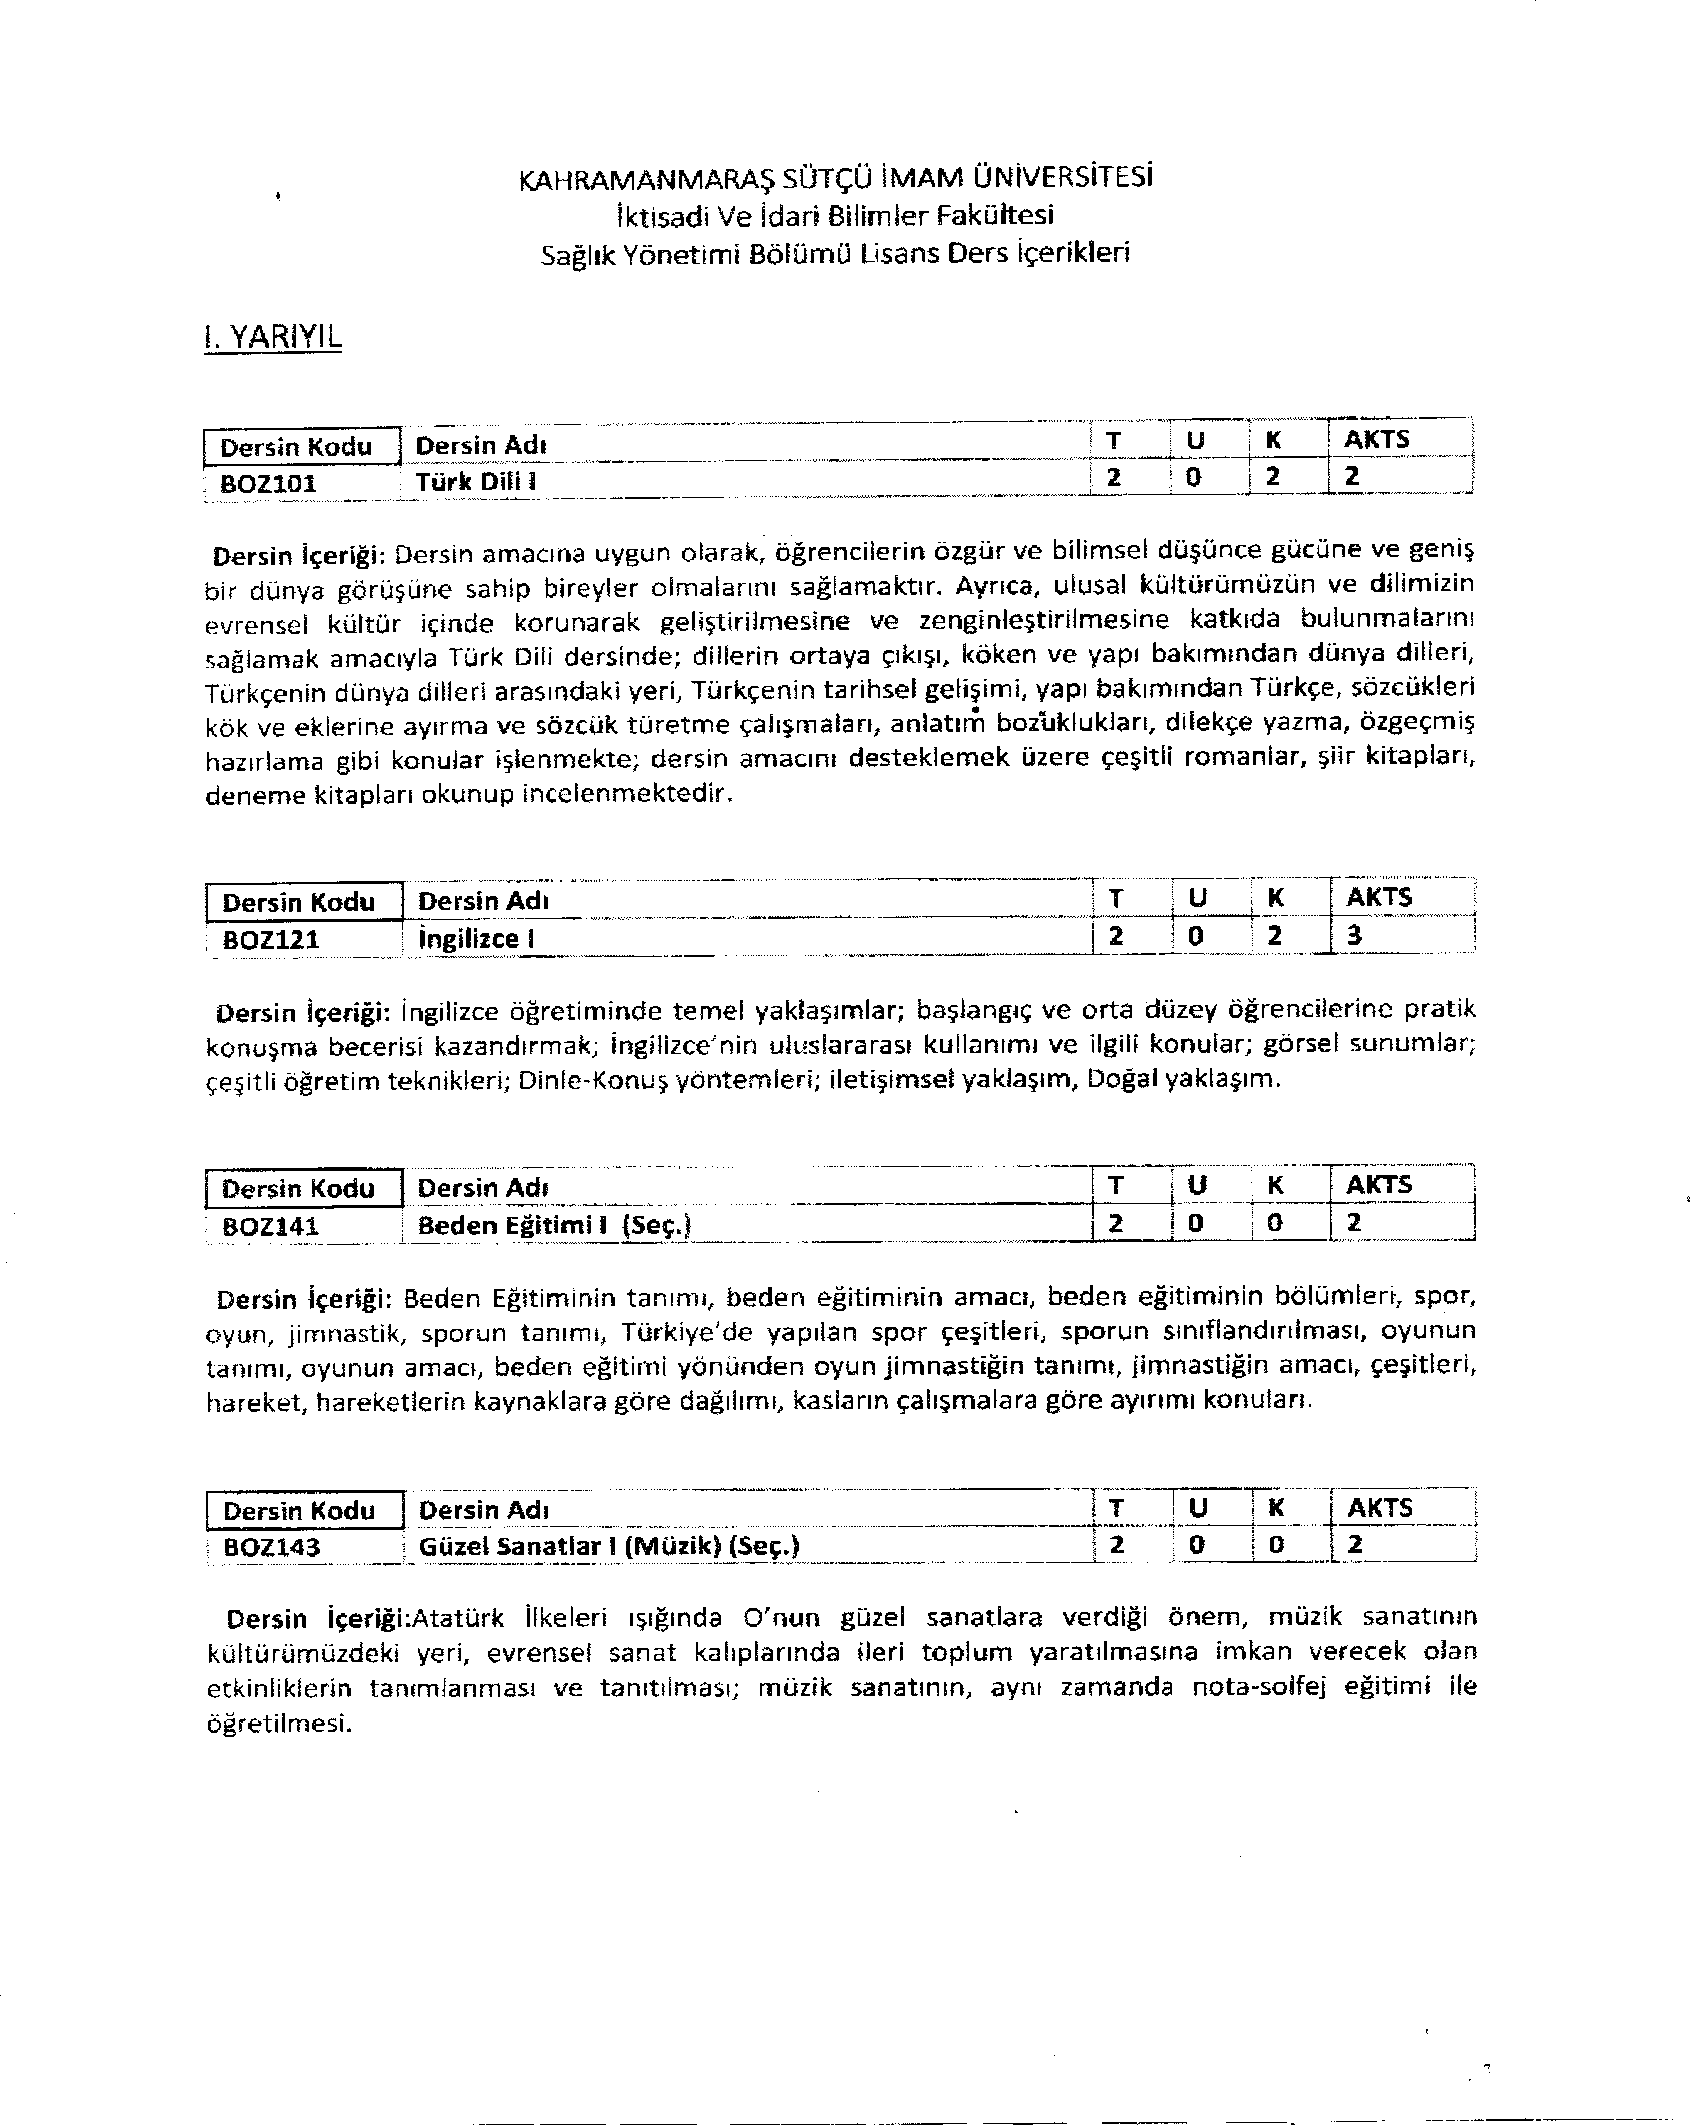 KAHRAMANMARAŞ SÜTÇÜ İMAM ÜNİVERSİTESİ
İktisadi Ve İdari Bilimler Fakültesi
Sağlık Yönetimi Bölümü Lisans Ders İçerikleri
I. YARIYIL
Dersin Kodu Dersin Adı T U K AKTS
BOZ101 Türk Dili I 2 0 2 2
Dersin İçeriği: Dersin amacına uygun olarak, öğrencilerin özgür ve bilimsel düşünce gücüne ve geniş
bir dünya görüşüne sahip bireyler olmalarını sağlamaktır. Ayrıca, ulusal kültürümüzün ve dilimizin
evrensel kültür içinde korunarak geliştirilmesine ve zenginleştirilmesine katkıda bulunmalarını
sağlamak amacıyla Türk Dili dersinde; dillerin ortaya çıkışı, köken ve yapı bakımından dünya dilleri,
Türkçenin dünya dilleri arasındaki yeri, Türkçenin tarihsel gelişimi, yapı bakımından Türkçe, sözcükleri
kök ve eklerine ayırma ve sözcük türetme çalışmaları, anlatım bozuklukları, dilekçe yazma, özgeçmiş
hazırlama gibi konular işlenmekte; dersin amacını desteklemek üzere çeşitli romanlar, şiir kitapları,
deneme kitapları okunup incelenmektedir.
Dersin Kodu Dersin Adı T U K AKTS
BOZ121 İngilizce I 2 0 2 3
Dersin İçeriği: İngilizce öğretiminde temel yaklaşımlar; başlangıç ve orta düzey öğrencilerine pratik
konuşma becerisi kazandırmak; İngilizce'nin uluslararası kullanımı ve ilgili konular; görsel sunumlar;
çeşitli öğretim teknikleri; Dinle-Konuş yöntemleri; iletişimsel yaklaşım, Doğal yaklaşım.
Dersin Kodu Dersin Adı T U K AKTS
BOZ141 Beden Eğitimi I (Seç.) 2 0 0 2
Dersin İçeriği: Beden Eğitiminin tanımı, beden eğitiminin amacı, beden eğitiminin bölümleri, spor,
oyun, jimnastik, sporun tanımı, Türkiye'de yapılan spor çeşitleri, sporun sınıflandırılması, oyunun
tanımı, oyunun amacı, beden eğitimi yönünden oyun jimnastiğin tanımı, jimnastiğin amacı, çeşitleri,
hareket, hareketlerin kaynaklara göre dağılımı, kasların çalışmalara göre ayırımı konuları.
Dersin Kodu Dersin Adı T U K AKTS
BOZ143 Güzel Sanatlar I (Müzik) (Seç.) 2 0 0 2
Dersin İçeriği:Atatürk İlkeleri ışığında O'nun güzel sanatlara verdiği önem, müzik sanatının
kültürümüzdeki yeri, evrensel sanat kalıplarında ileri toplum yaratılmasına imkan verecek olan
etkinliklerin tanımlanması ve tanıtılması; müzik sanatının, aynı zamanda nota-solfej eğitimi ile
öğretilmesi.